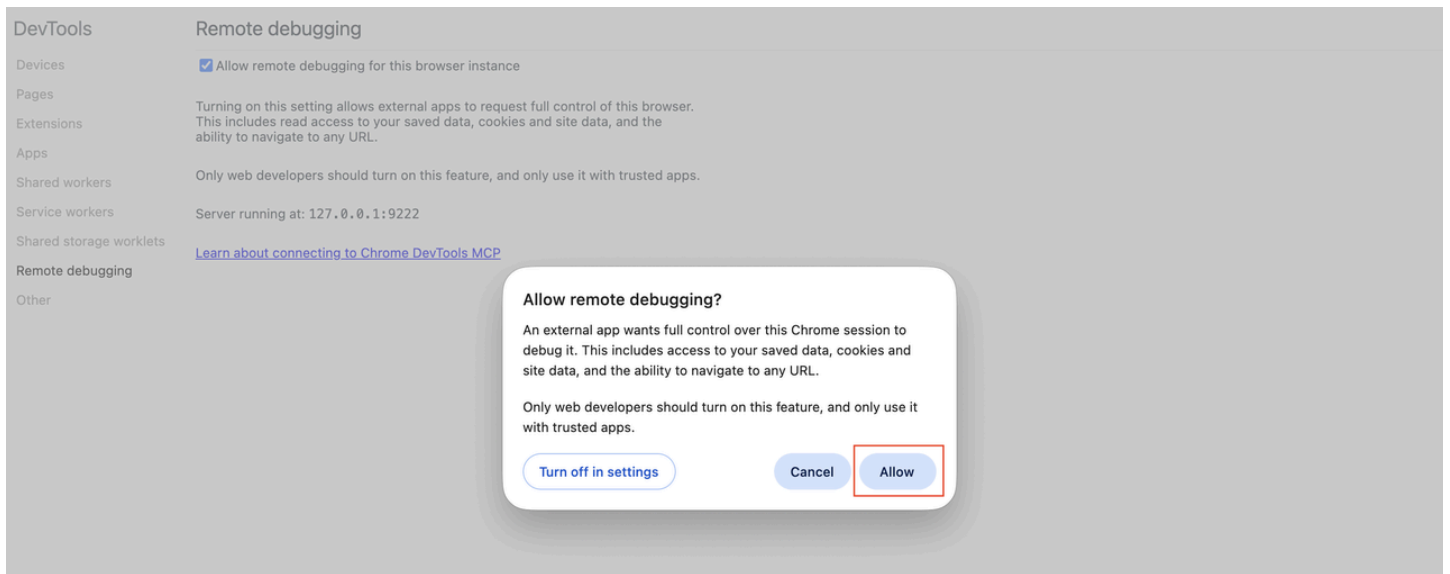 DevTools
Devices
Pages
Extensions
Apps
Shared workers
Service workers
Shared storage worklets
Remote debugging
Other
Remote debugging
Allow remote debugging for this browser instance
Turning on this setting allows external apps to request full control of this browser.
This includes read access to your saved data, cookies and site data, and the
ability to navigate to any URL.
Only web developers should turn on this feature, and only use it with trusted apps.
Server running at: 127.0.0.1:9222
Learn about connecting to Chrome DevTools MCP
Allow remote debugging?
An external app wants full control over this Chrome session to
debug it. This includes access to your saved data, cookies and
site data, and the ability to navigate to any URL.
Only web developers should turn on this feature, and only use it
with trusted apps.
Turn off in settings
Cancel
Allow